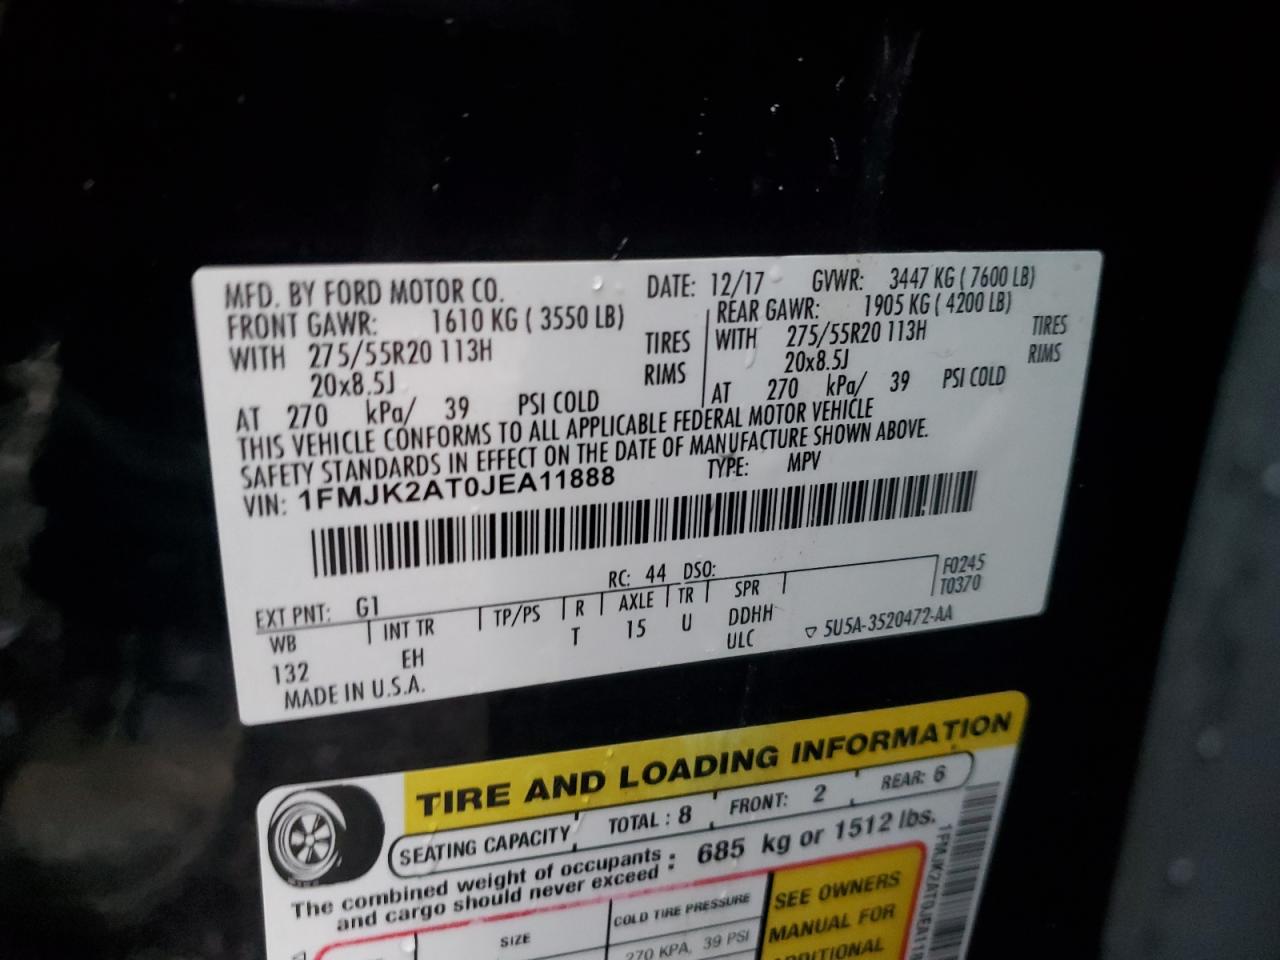 MFD. BY FORD MOTOR CO. DATE: 12/17 GVWR: 3447 KG ( 7600 LB)
FRONT GAWR: 1610 KG ( 3550 LB) REAR GAWR: 1905 KG ( 4200 LB)
WITH 275/55R20 113H TIRES WITH 275/55R20 113H TIRES
20x8.5J RIMS 20x8.5J RIMS
AT 270 kPa/ 39 PSI COLD AT 270 kPa/ 39 PSI COLD
THIS VEHICLE CONFORMS TO ALL APPLICABLE FEDERAL MOTOR VEHICLE
SAFETY STANDARDS IN EFFECT ON THE DATE OF MANUFACTURE SHOWN ABOVE.
VIN: 1FMJK2AT0JEA11888 TYPE: MPV
EXT PNT: G1 RC: 44 DSO: F0245
WB INT TR TP/PS R AXLE TR SPR T0370
132 EH T 15 U DDHH
ULC ▽ 5U5A-3520472-AA
MADE IN U.S.A.
TIRE AND LOADING INFORMATION
SEATING CAPACITY TOTAL : 8 FRONT: 2 REAR: 6
The combined weight of occupants
and cargo should never exceed : 685 kg or 1512 lbs.
SIZE COLD TIRE PRESSURE SEE OWNERS
270 KPA, 39 PSI MANUAL FOR
ADDITIONAL